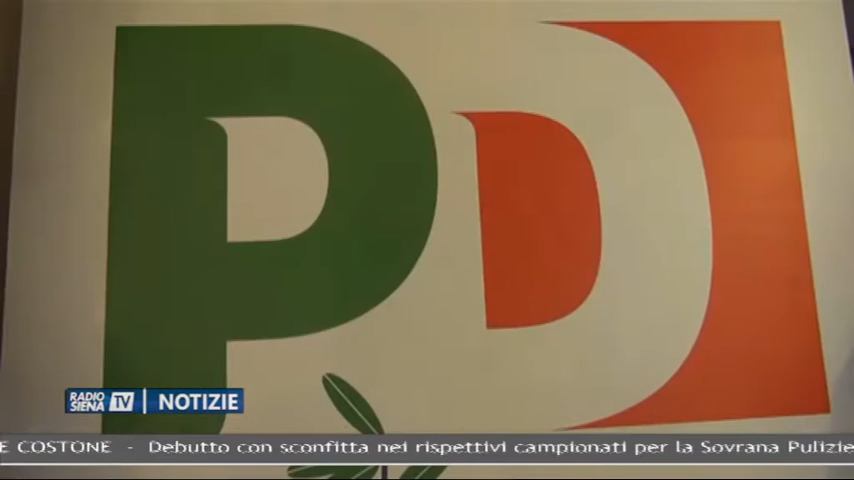 PD
RADIO SIENA TV | NOTIZIE
E COSTONE - Debutto con sconfitta nei rispettivi campionati per la Sovrana Pulizie